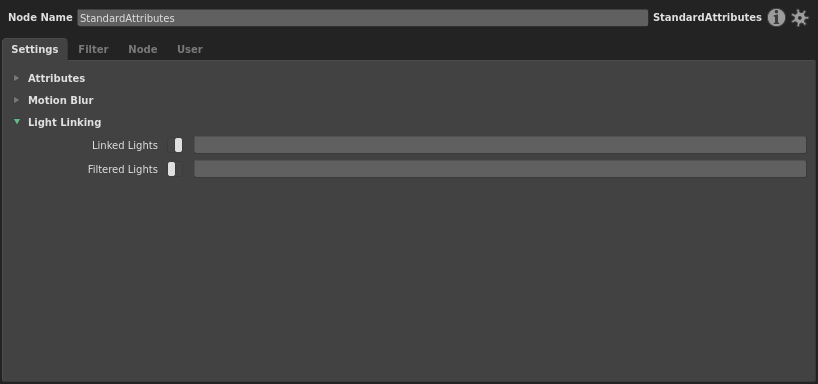 Node Name StandardAttributes StandardAttributes
Settings Filter Node User
Attributes
Motion Blur
Light Linking
Linked Lights
Filtered Lights